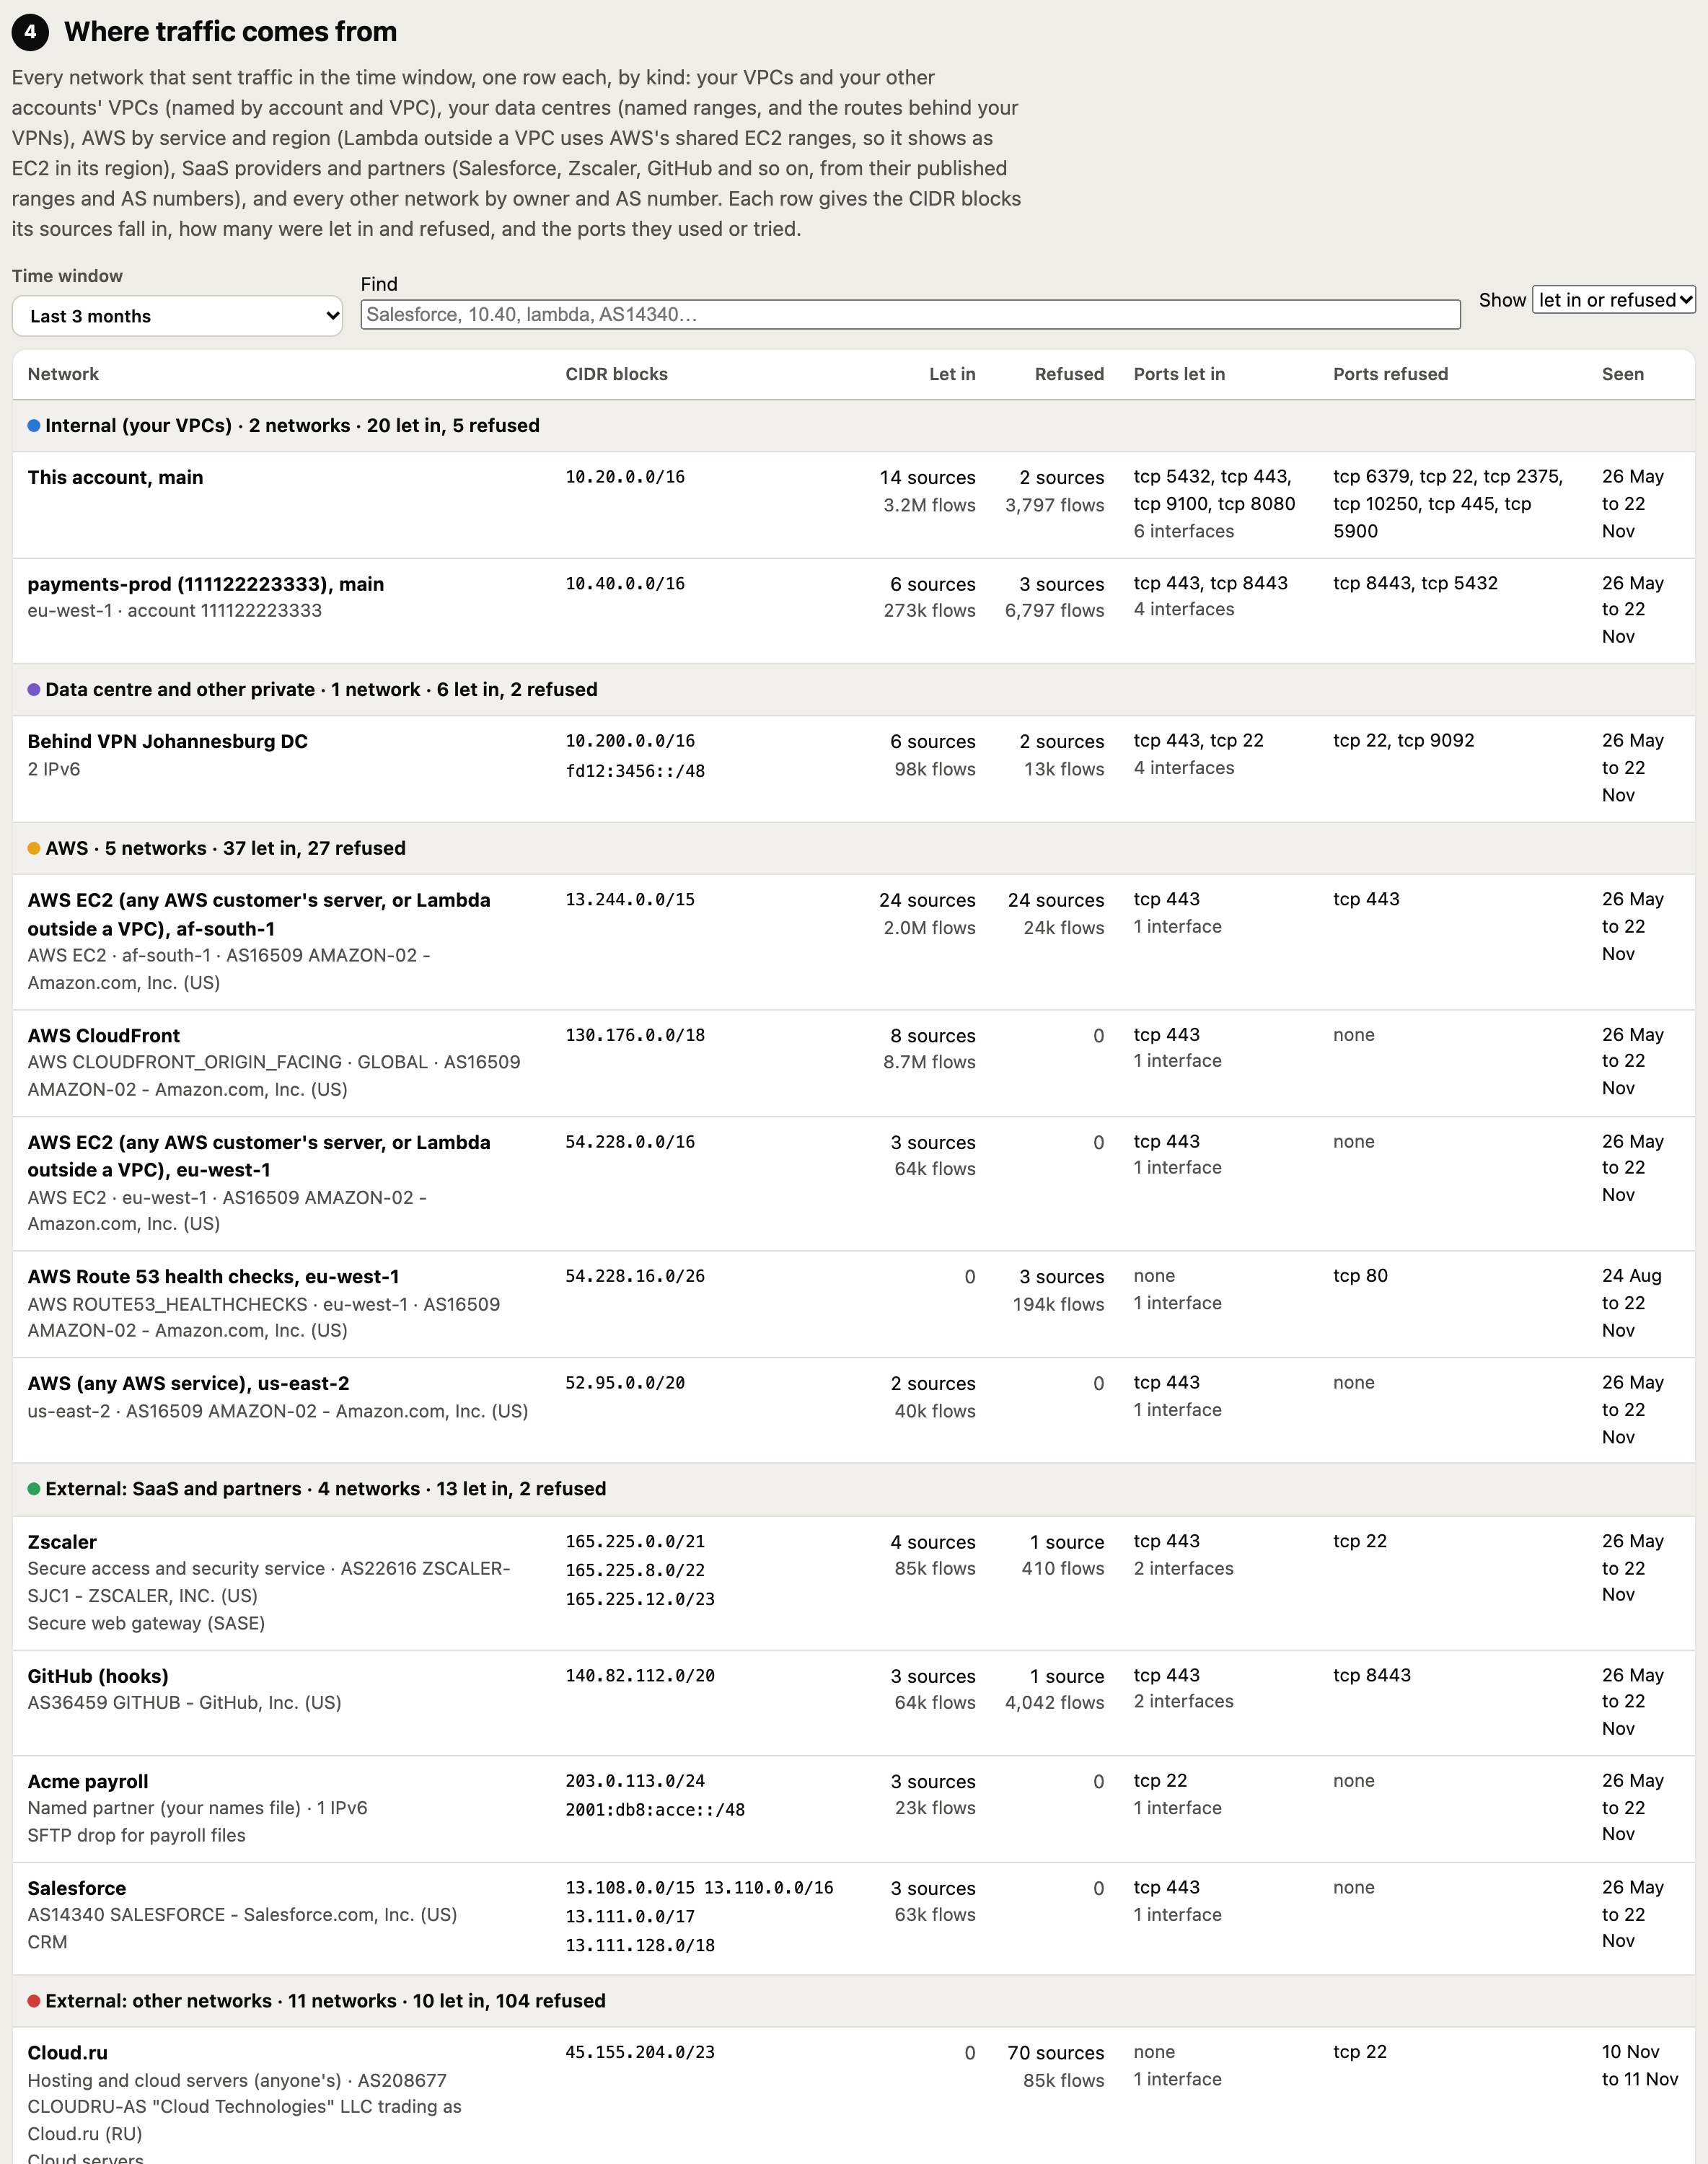 4 Where traffic comes from
Every network that sent traffic in the time window, one row each, by kind: your VPCs and your other
accounts' VPCs (named by account and VPC), your data centres (named ranges, and the routes behind your
VPNs), AWS by service and region (Lambda outside a VPC uses AWS's shared EC2 ranges, so it shows as
EC2 in its region), SaaS providers and partners (Salesforce, Zscaler, GitHub and so on, from their published
ranges and AS numbers), and every other network by owner and AS number. Each row gives the CIDR blocks
its sources fall in, how many were let in and refused, and the ports they used or tried.
Time window
Last 3 months
Find
Salesforce, 10.40, lambda, AS14340...
Show let in or refused
Network CIDR blocks Let in Refused Ports let in Ports refused Seen
Internal (your VPCs) · 2 networks · 20 let in, 5 refused
This account, main 10.20.0.0/16 14 sources 2 sources tcp 5432, tcp 443, tcp 6379, tcp 22, tcp 2375, 26 May
3.2M flows 3,797 flows tcp 9100, tcp 8080 tcp 10250, tcp 445, tcp to 22
6 interfaces 5900 Nov
payments-prod (111122223333), main 10.40.0.0/16 6 sources 3 sources tcp 443, tcp 8443 tcp 8443, tcp 5432 26 May
eu-west-1 · account 111122223333 273k flows 6,797 flows 4 interfaces to 22
Nov
Data centre and other private · 1 network · 6 let in, 2 refused
Behind VPN Johannesburg DC 10.200.0.0/16 6 sources 2 sources tcp 443, tcp 22 tcp 22, tcp 9092 26 May
2 IPv6 fd12:3456::/48 98k flows 13k flows 4 interfaces to 22
Nov
AWS · 5 networks · 37 let in, 27 refused
AWS EC2 (any AWS customer's server, or Lambda 13.244.0.0/15 24 sources 24 sources tcp 443 tcp 443 26 May
outside a VPC), af-south-1 2.0M flows 24k flows 1 interface to 22
AWS EC2 · af-south-1 · AS16509 AMAZON-02 - Nov
Amazon.com, Inc. (US)
AWS CloudFront 130.176.0.0/18 8 sources 0 tcp 443 none 26 May
AWS CLOUDFRONT_ORIGIN_FACING · GLOBAL · AS16509 8.7M flows 1 interface to 22
AMAZON-02 - Amazon.com, Inc. (US) Nov
AWS EC2 (any AWS customer's server, or Lambda 54.228.0.0/16 3 sources 0 tcp 443 none 26 May
outside a VPC), eu-west-1 64k flows 1 interface to 22
AWS EC2 · eu-west-1 · AS16509 AMAZON-02 - Nov
Amazon.com, Inc. (US)
AWS Route 53 health checks, eu-west-1 54.228.16.0/26 0 3 sources none tcp 80 24 Aug
AWS ROUTE53_HEALTHCHECKS · eu-west-1 · AS16509 194k flows 1 interface to 22
AMAZON-02 - Amazon.com, Inc. (US) Nov
AWS (any AWS service), us-east-2 52.95.0.0/20 2 sources 0 tcp 443 none 26 May
us-east-2 · AS16509 AMAZON-02 - Amazon.com, Inc. (US) 40k flows 1 interface to 22
Nov
External: SaaS and partners · 4 networks · 13 let in, 2 refused
Zscaler 165.225.0.0/21 4 sources 1 source tcp 443 tcp 22 26 May
Secure access and security service · AS22616 ZSCALER- 165.225.8.0/22 85k flows 410 flows 2 interfaces to 22
SJC1 - ZSCALER, INC. (US) 165.225.12.0/23 Nov
Secure web gateway (SASE)
GitHub (hooks) 140.82.112.0/20 3 sources 1 source tcp 443 tcp 8443 26 May
AS36459 GITHUB - GitHub, Inc. (US) 64k flows 4,042 flows 2 interfaces to 22
Nov
Acme payroll 203.0.113.0/24 3 sources 0 tcp 22 none 26 May
Named partner (your names file) · 1 IPv6 2001:db8:acce::/48 23k flows 1 interface to 22
SFTP drop for payroll files Nov
Salesforce 13.108.0.0/15 13.110.0.0/16 3 sources 0 tcp 443 none 26 May
AS14340 SALESFORCE - Salesforce.com, Inc. (US) 13.111.0.0/17 63k flows 1 interface to 22
CRM 13.111.128.0/18 Nov
External: other networks · 11 networks · 10 let in, 104 refused
Cloud.ru 45.155.204.0/23 0 70 sources none tcp 22 10 Nov
Hosting and cloud servers (anyone's) · AS208677 85k flows 1 interface to 11 Nov
CLOUDRU-AS "Cloud Technologies" LLC trading as
Cloud.ru (RU)
Cloud servers